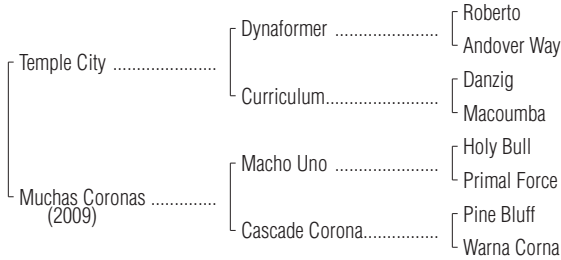 Roberto
Dynaformer ........................
Andover Way
Temple City ........................
Danzig
Curriculum........................
Macoumba
Holy Bull
Macho Uno ........................
Primal Force
Muchas Coronas ...............
(2009)
Pine Bluff
Cascade Corona.................
Warna Corna